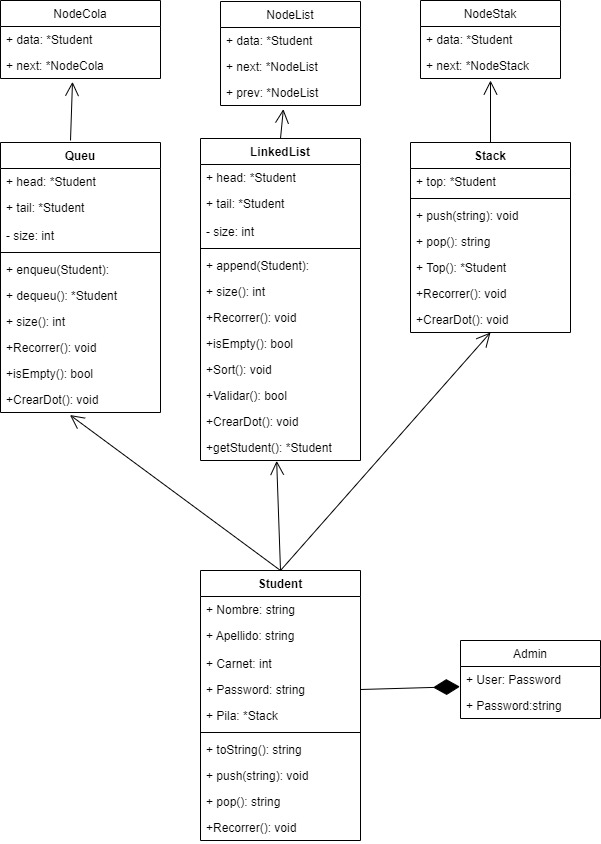 NodeCola
+ data: *Student
+ next: *NodeCola
NodeList
+ data: *Student
+ next: *NodeList
+ prev: *NodeList
NodeStak
+ data: *Student
+ next: *NodeStack
Queu
+ head: *Student
+ tail: *Student
- size: int
+ enqueu(Student):
+ dequeu(): *Student
+ size(): int
+Recorrer(): void
+isEmpty(): bool
+CrearDot(): void
LinkedList
+ head: *Student
+ tail: *Student
- size: int
+ append(Student):
+ size(): int
+Recorrer(): void
+isEmpty(): bool
+Sort(): void
+Validar(): bool
+CrearDot(): void
+getStudent(): *Student
Stack
+ top: *Student
+ push(string): void
+ pop(): string
+ Top(): *Student
+Recorrer(): void
+CrearDot(): void
Student
+ Nombre: string
+ Apellido: string
+ Carnet: int
+ Password: string
+ Pila: *Stack
+ toString(): string
+ push(string): void
+ pop(): string
+Recorrer(): void
Admin
+ User: Password
+ Password:string